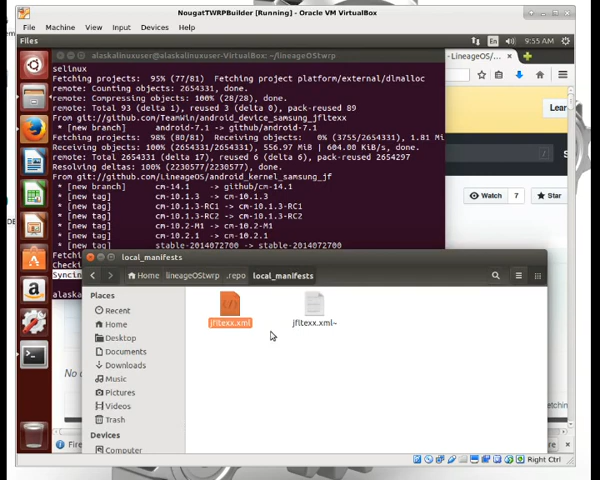 NougatTWRPBuilder [Running] - Oracle VM VirtualBox
File Machine View Input Devices Help
Files
En
9:55 AM
alaskalinuxuser@alaskalinuxuser-VirtualBox: ~/lineageOStwrp
- LineageOS/
selinux
Fetching projects: 95% (77/81) Fetching project platform/external/dlmalloc
remote: Counting objects: 2654331, done.
remote: Compressing objects: 100% (28/28), done.
remote: Total 93 (delta 1), reused 3 (delta 0), pack-reused 89
From git://github.com/TeamWin/android_device_samsung_jfltexx
* [new branch] android-7.1 -> github/android-7.1
Fetching projects: 98% (80/81) Receiving objects: 0% (3755/2654331), 1.81 Mi
Receiving objects: 100% (2654331/2654331), 556.97 MiB | 604.00 KiB/s, done.
remote: Total 2654331 (delta 17), reused 6 (delta 6), pack-reused 2654297
Resolving deltas: 100% (2230577/2230577), done.
From git://github.com/LineageOS/android_kernel_samsung_jf
* [new branch] cm-14.1 -> github/cm-14.1
* [new tag] cm-10.1.3 -> cm-10.1.3
* [new tag] cm-10.1.3-RC1 -> cm-10.1.3-RC1
* [new tag] cm-10.1.3-RC2 -> cm-10.1.3-RC2
* [new tag] cm-10.2-M1 -> cm-10.2-M1
* [new tag] cm-10.2.1 -> cm-10.2.1
* [new tag] stable-2014072700 -> stable-2014072700
Fetchi
Checki
Syncin
alaska
Lear
Watch 7
Star
local_manifests
Home lineageOStwrp .repo local_manifests
Places
Recent
Home
Desktop
Documents
Downloads
Music
Pictures
Videos
Trash
Devices
Computer
jfltexx.xml
jfltexx.xml~
No c
etching
Fire
Right Ctrl